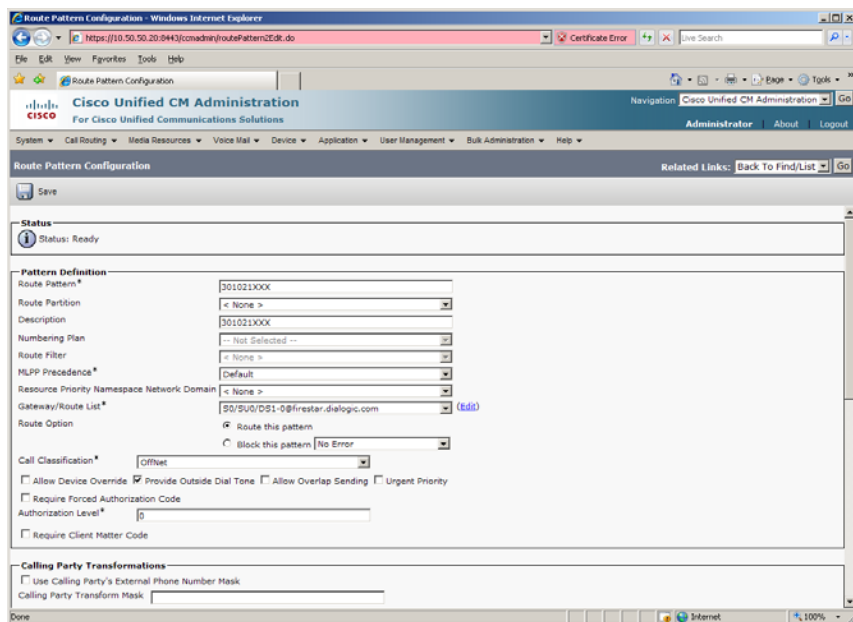 Route Pattern Configuration - Windows Internet Explorer
https://10.50.50.20:8443/ccmadmin/routePattern2Edit.do
Certificate Error
Live Search
File Edit View Favorites Tools Help
Route Pattern Configuration
Page Tools
cisco
Cisco Unified CM Administration
For Cisco Unified Communications Solutions
Navigation Cisco Unified CM Administration Go
Administrator | About | Logout
System Call Routing Media Resources Voice Mail Device Application User Management Bulk Administration Help
Route Pattern Configuration
Related Links: Back To Find/List Go
Save
Status
Status: Ready
Pattern Definition
Route Pattern* 301021XXX
Route Partition < None >
Description 301021XXX
Numbering Plan -- Not Selected --
Route Filter < None >
MLPP Precedence* Default
Resource Priority Namespace Network Domain < None >
Gateway/Route List* S0/SU0/DS1-0@firestar.dialogic.com (Edit)
Route Option Route this pattern
Block this pattern No Error
Call Classification* OffNet
Allow Device Override Provide Outside Dial Tone Allow Overlap Sending Urgent Priority
Require Forced Authorization Code
Authorization Level* 0
Require Client Matter Code
Calling Party Transformations
Use Calling Party's External Phone Number Mask
Calling Party Transform Mask
Done
Internet
100%